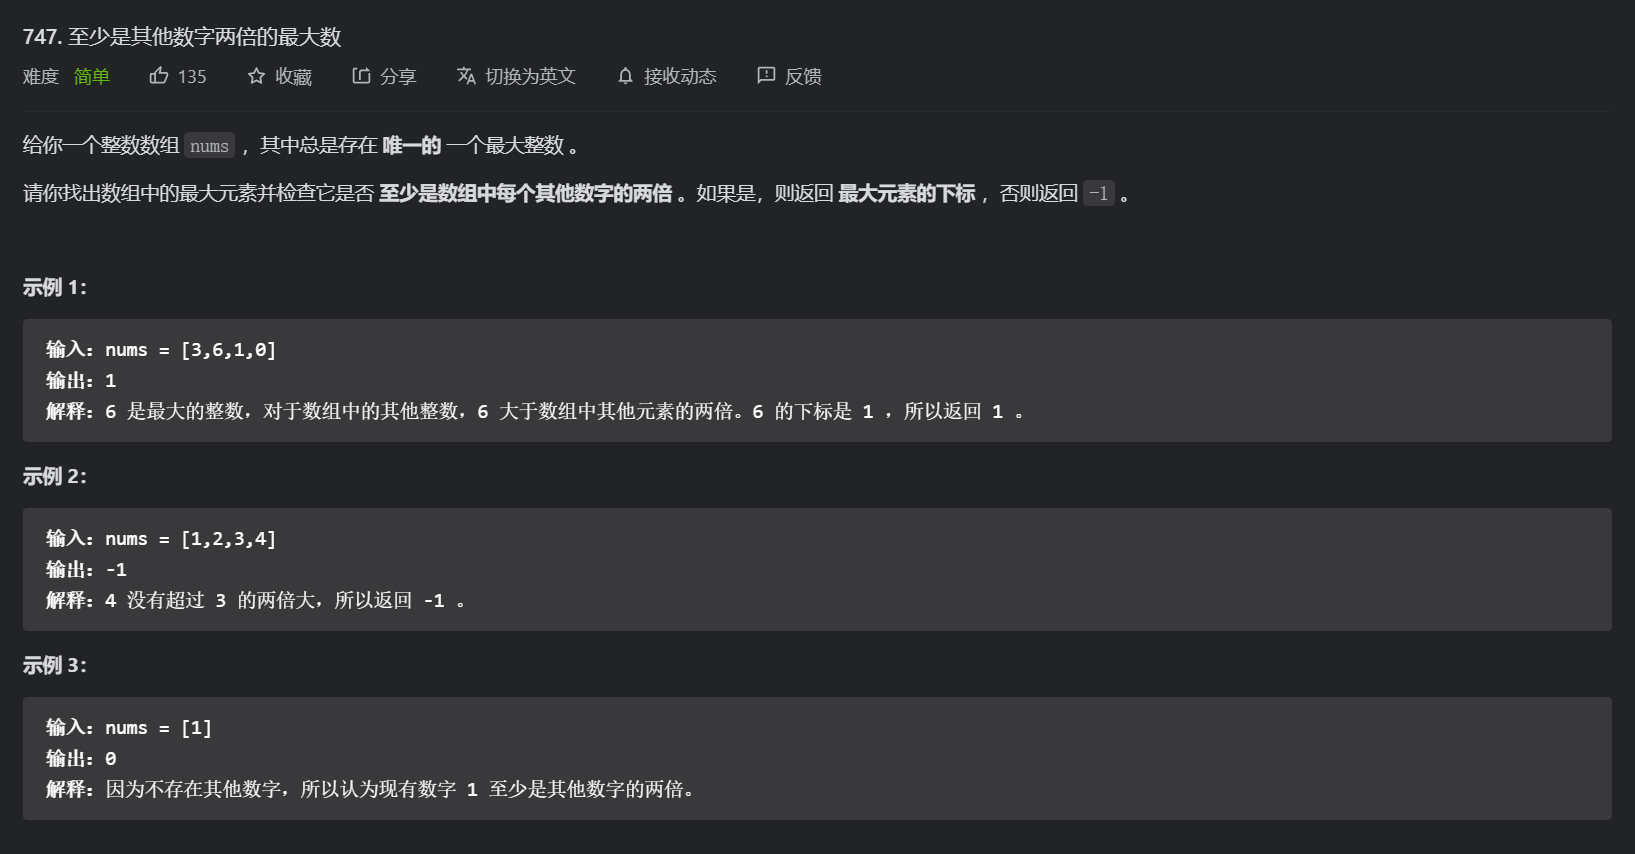 747. 至少是其他数字两倍的最大数
难度 简单 135 收藏 分享 切换为英文 接收动态 反馈
给你一个整数数组 nums ，其中总是存在 唯一的 一个最大整数 。
请你找出数组中的最大元素并检查它是否 至少是数组中每个其他数字的两倍 。如果是，则返回 最大元素的下标 ，否则返回 -1 。
示例 1：
输入：nums = [3,6,1,0]
输出：1
解释：6 是最大的整数，对于数组中的其他整数，6 大于数组中其他元素的两倍。6 的下标是 1 ，所以返回 1 。
示例 2：
输入：nums = [1,2,3,4]
输出：-1
解释：4 没有超过 3 的两倍大，所以返回 -1 。
示例 3：
输入：nums = [1]
输出：0
解释：因为不存在其他数字，所以认为现有数字 1 至少是其他数字的两倍。